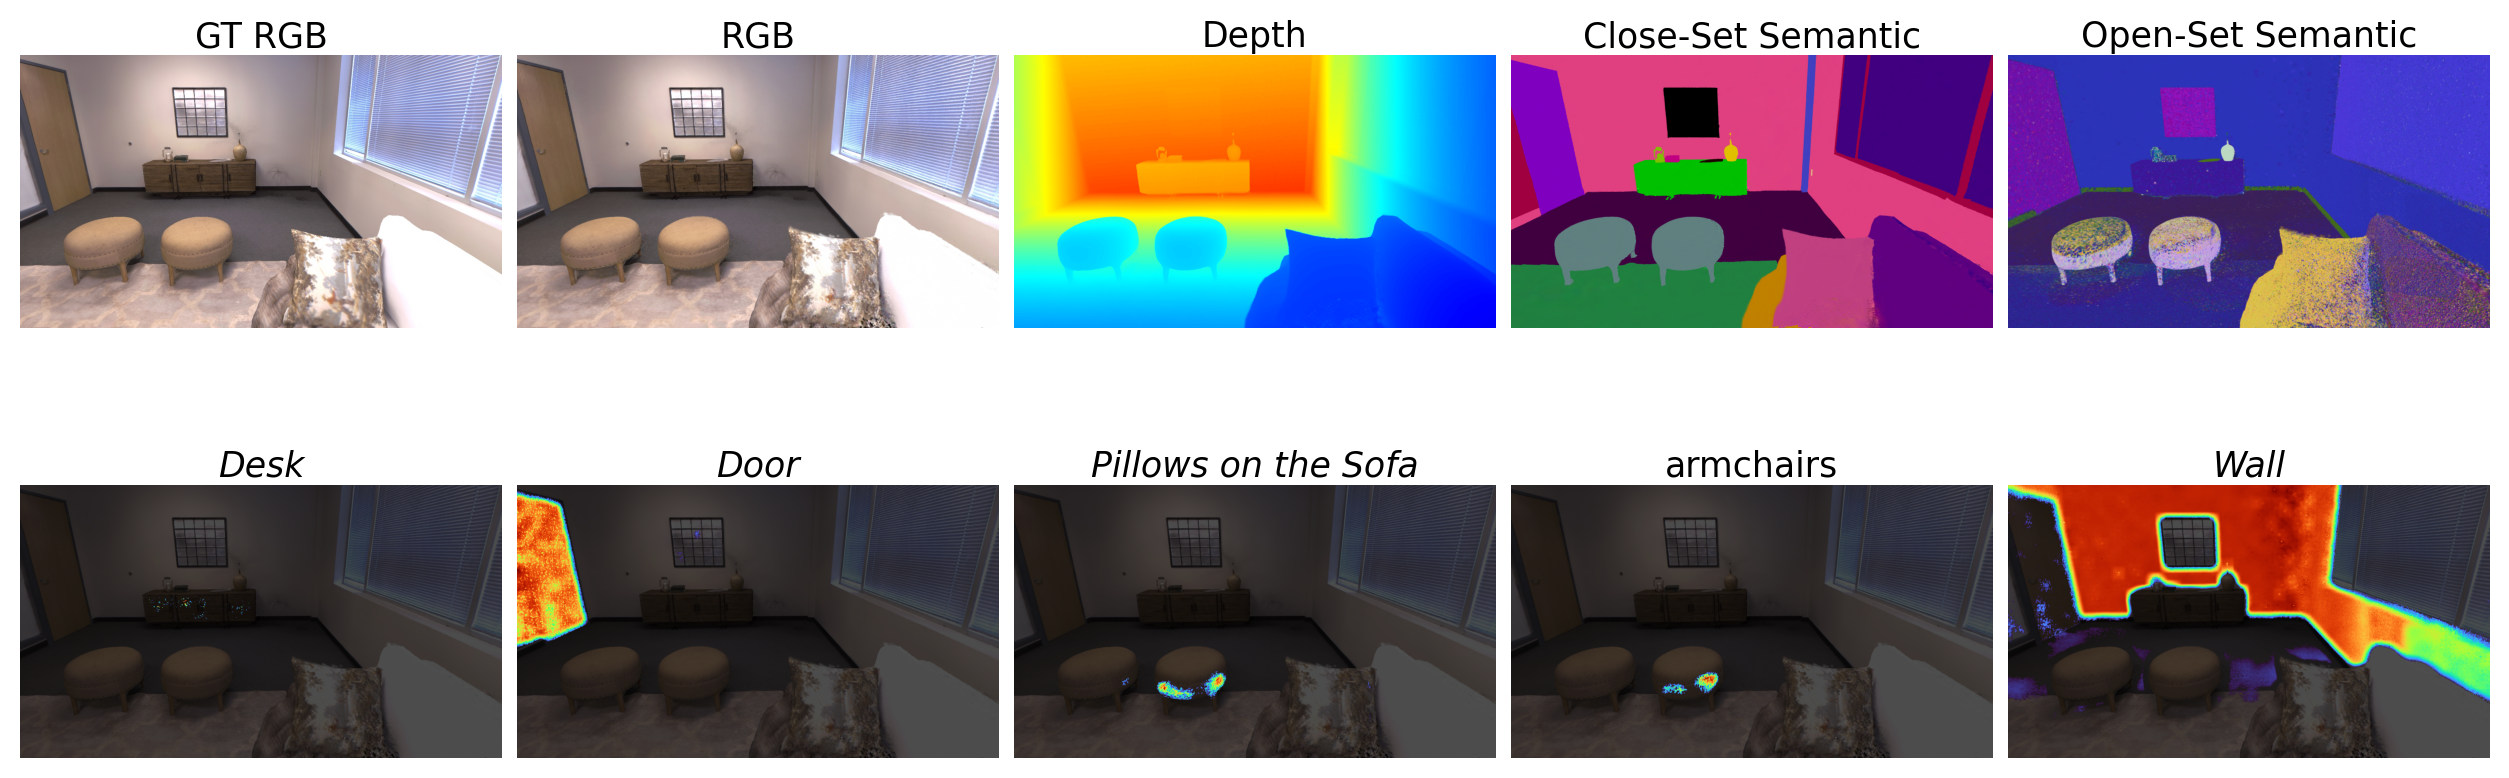 GT RGB
RGB
Depth
Close-Set Semantic
Open-Set Semantic
Desk
Door
Pillows on the Sofa
armchairs
Wall